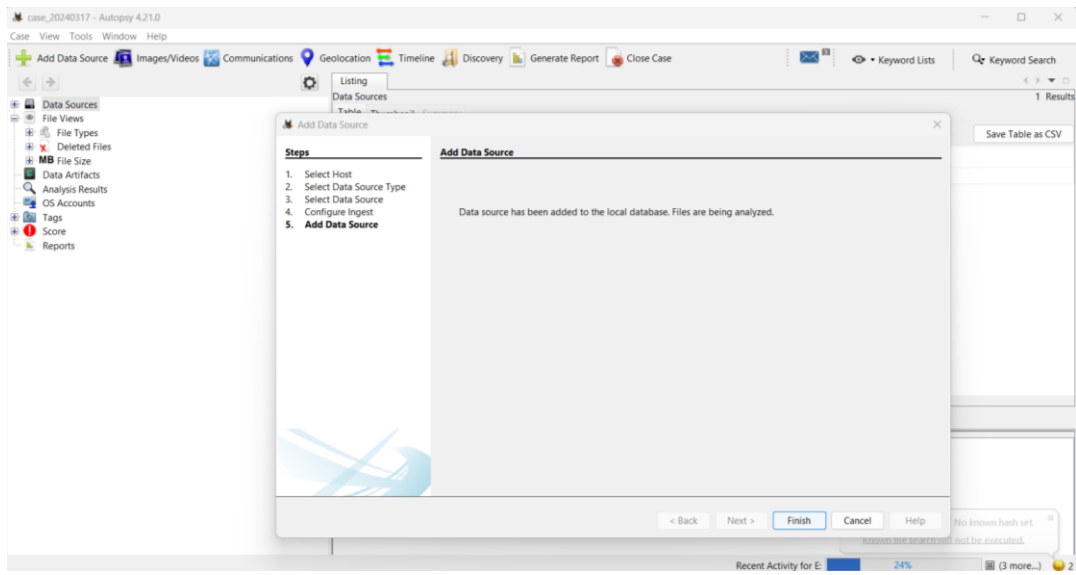 case_20240317 - Autopsy 4.21.0
Case View Tools Window Help
Add Data Source Images/Videos Communications Geolocation Timeline Discovery Generate Report Close Case Keyword Lists Keyword Search
Listing
Data Sources
1 Results
Table Thumbnail Summary
Save Table as CSV
Data Sources
File Views
File Types
Deleted Files
MB File Size
Data Artifacts
Analysis Results
OS Accounts
Tags
Score
Reports
Add Data Source
Steps
1. Select Host
2. Select Data Source Type
3. Select Data Source
4. Configure Ingest
5. Add Data Source
Add Data Source
Data source has been added to the local database. Files are being analyzed.
< Back Next > Finish Cancel Help
No known hash set.
Known file search will not be executed.
Recent Activity for E: 24% (3 more...) 2